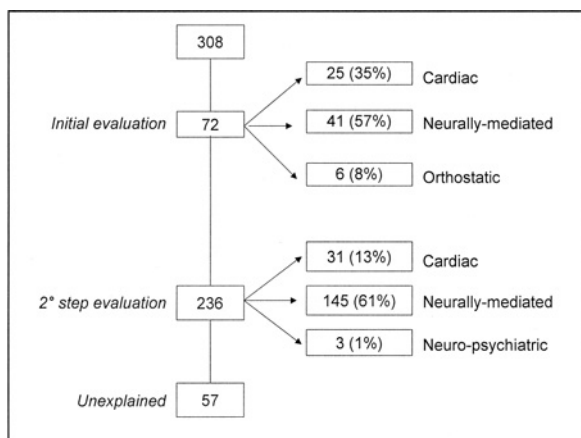 308
25 (35%) Cardiac
Initial evaluation 72 41 (57%) Neurally-mediated
6 (8%) Orthostatic
31 (13%) Cardiac
2° step evaluation 236 145 (61%) Neurally-mediated
3 (1%) Neuro-psychiatric
Unexplained 57